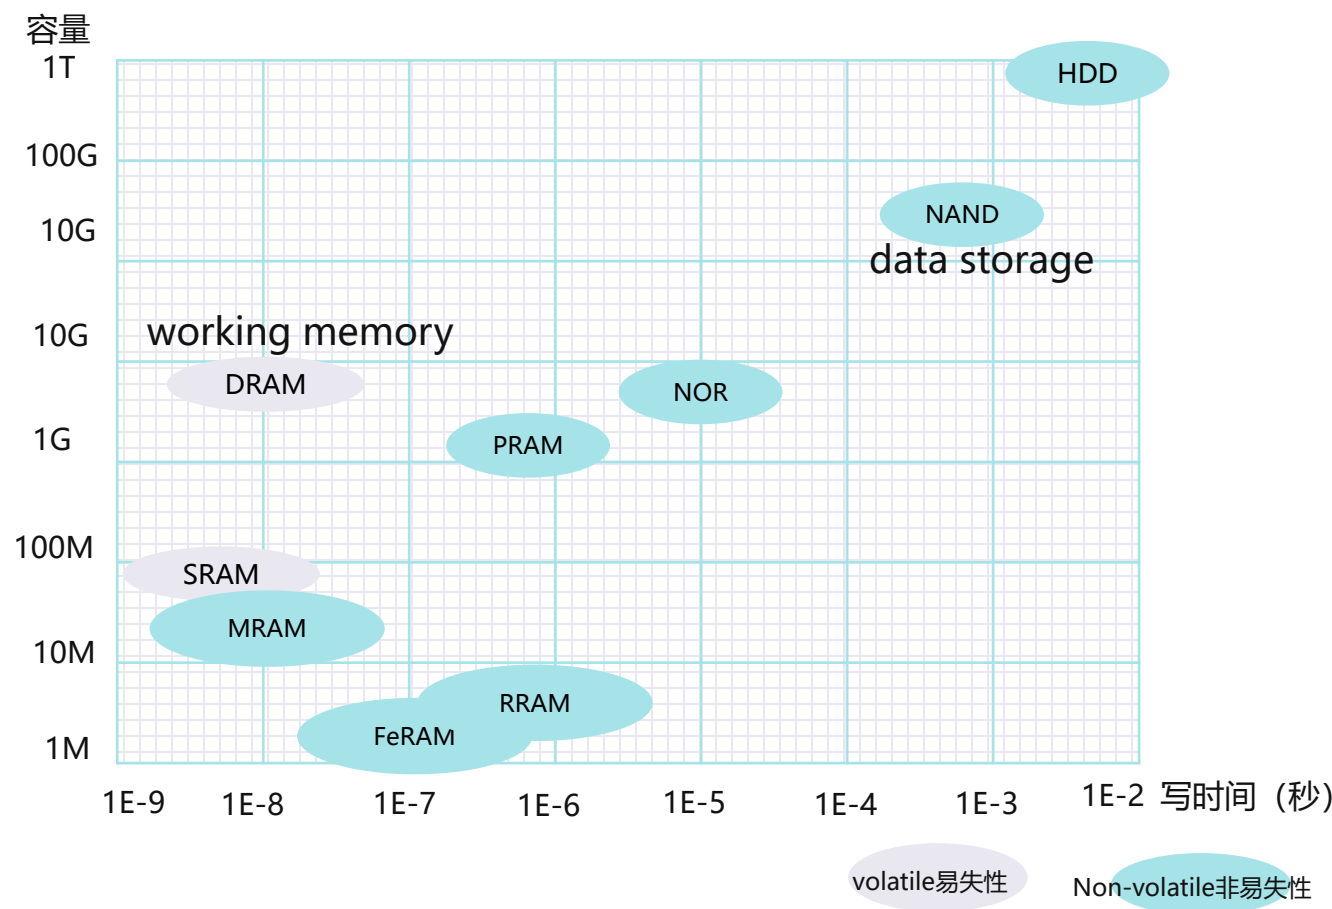 容量
1T
HDD
100G
NAND
10G
data storage
10G
working memory
DRAM
NOR
1G
PRAM
100M
SRAM
MRAM
10M
RRAM
FeRAM
1M
1E-9 1E-8 1E-7 1E-6 1E-5 1E-4 1E-3 1E-2 写时间（秒）
volatile易失性
Non-volatile非易失性